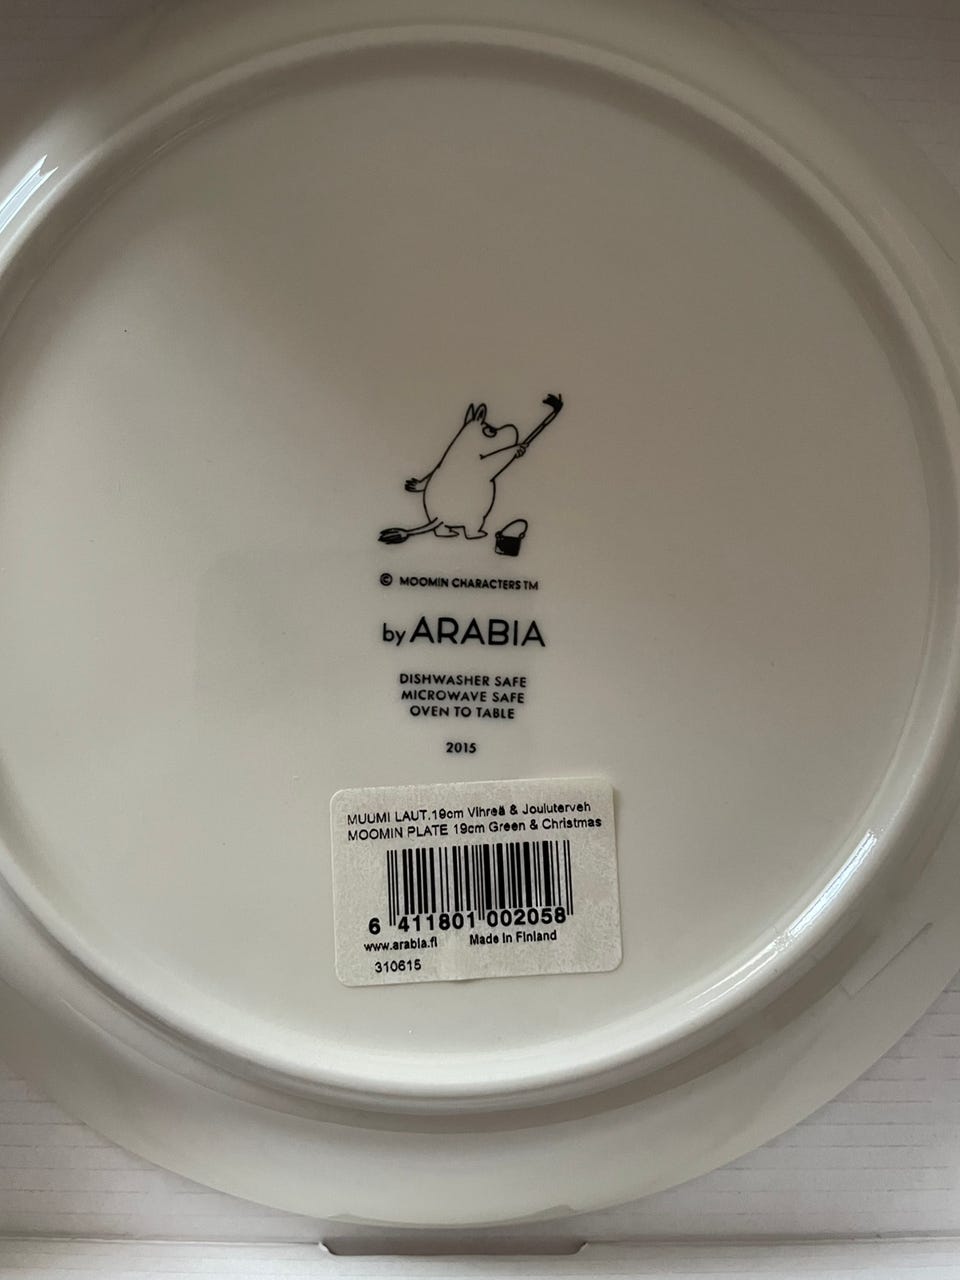 © MOOMIN CHARACTERS TM
by ARABIA
DISHWASHER SAFE
MICROWAVE SAFE
OVEN TO TABLE
2015
MUUMI LAUT.19cm Vihreä & Jouluterveh
MOOMIN PLATE 19cm Green & Christmas
6 411801 002058
www.arabia.fi Made in Finland
310615